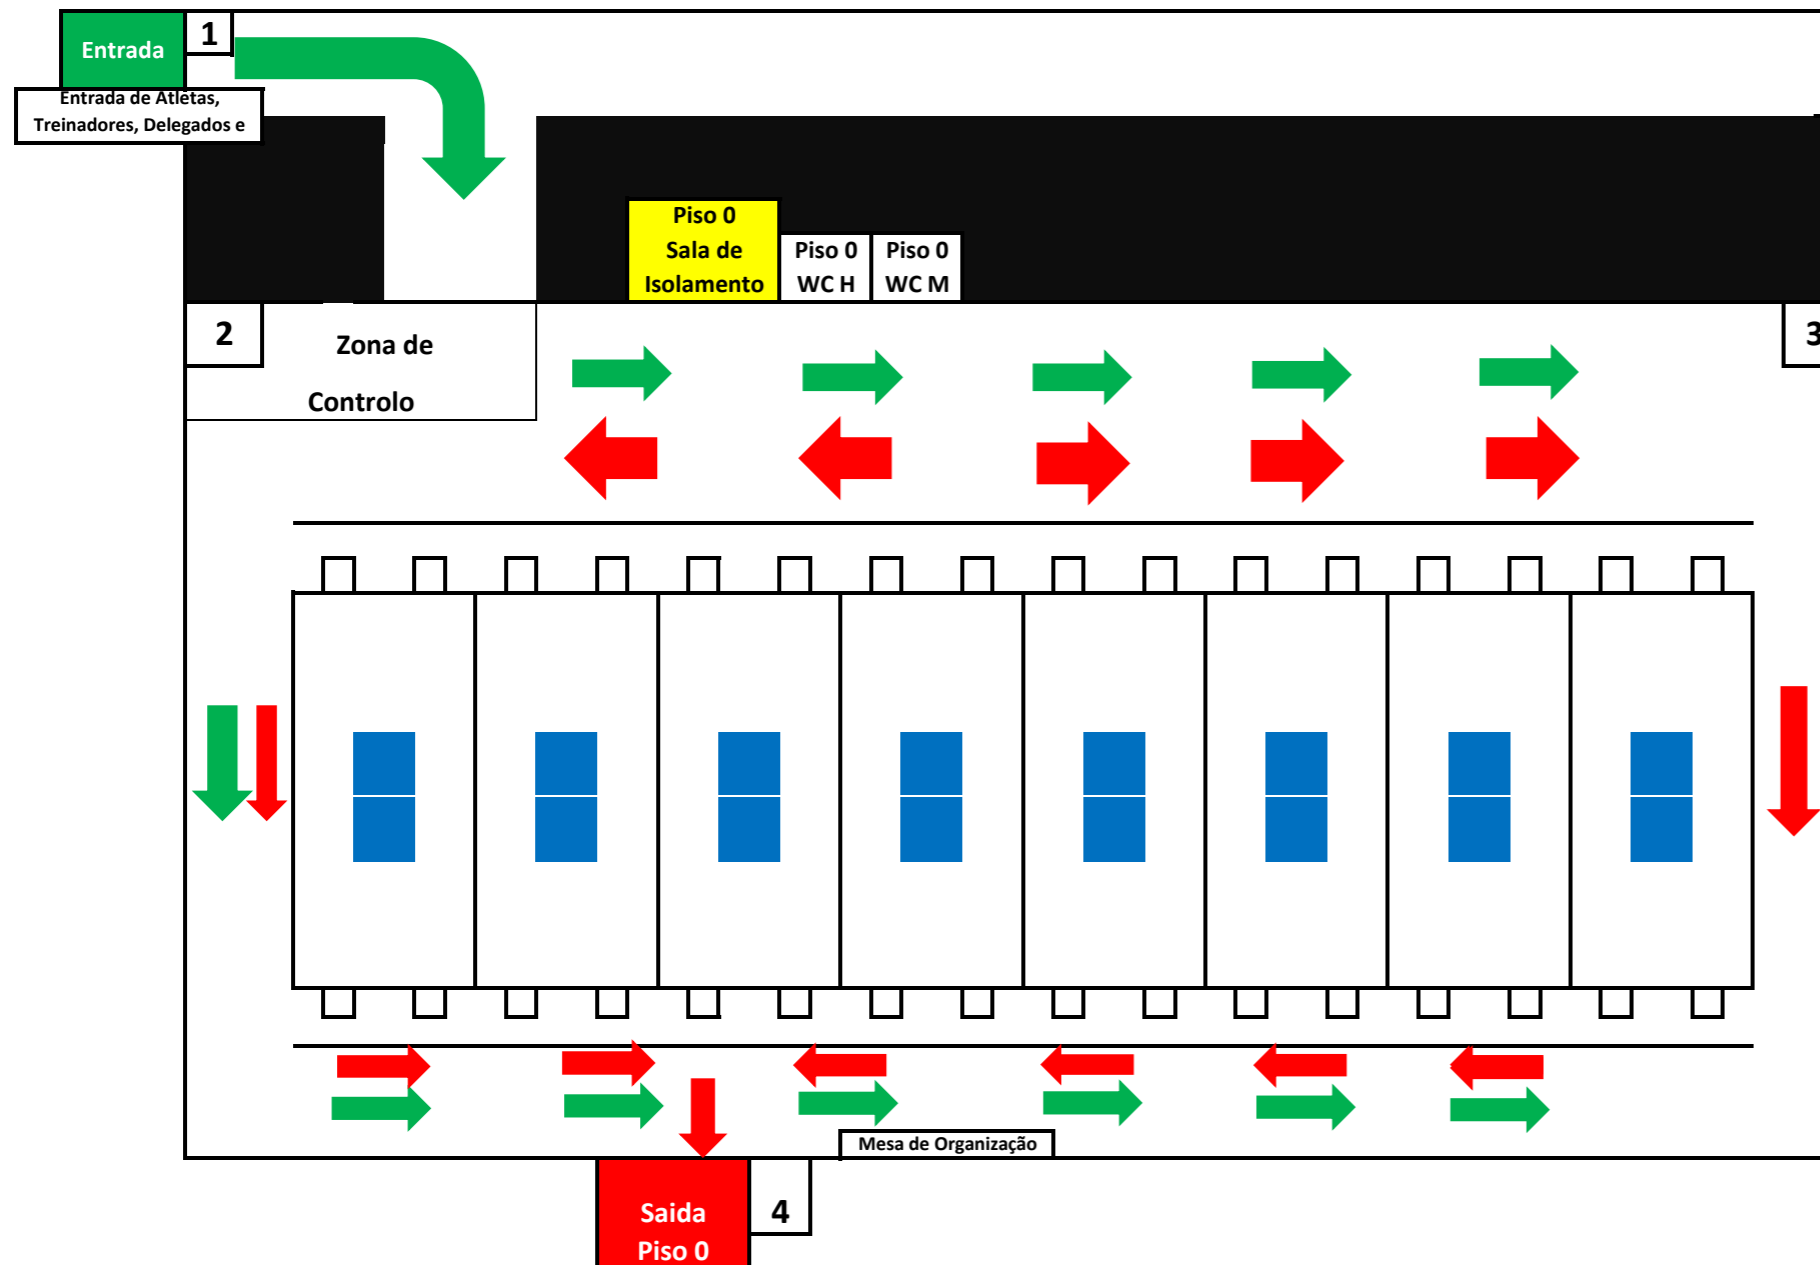 Entrada
1
Entrada de Atletas,
Treinadores, Delegados e
Piso 0
Sala de
Isolamento
Piso 0
WC H
Piso 0
WC M
2
Zona de
Controlo
3
Mesa de Organização
Saida
Piso 0
4